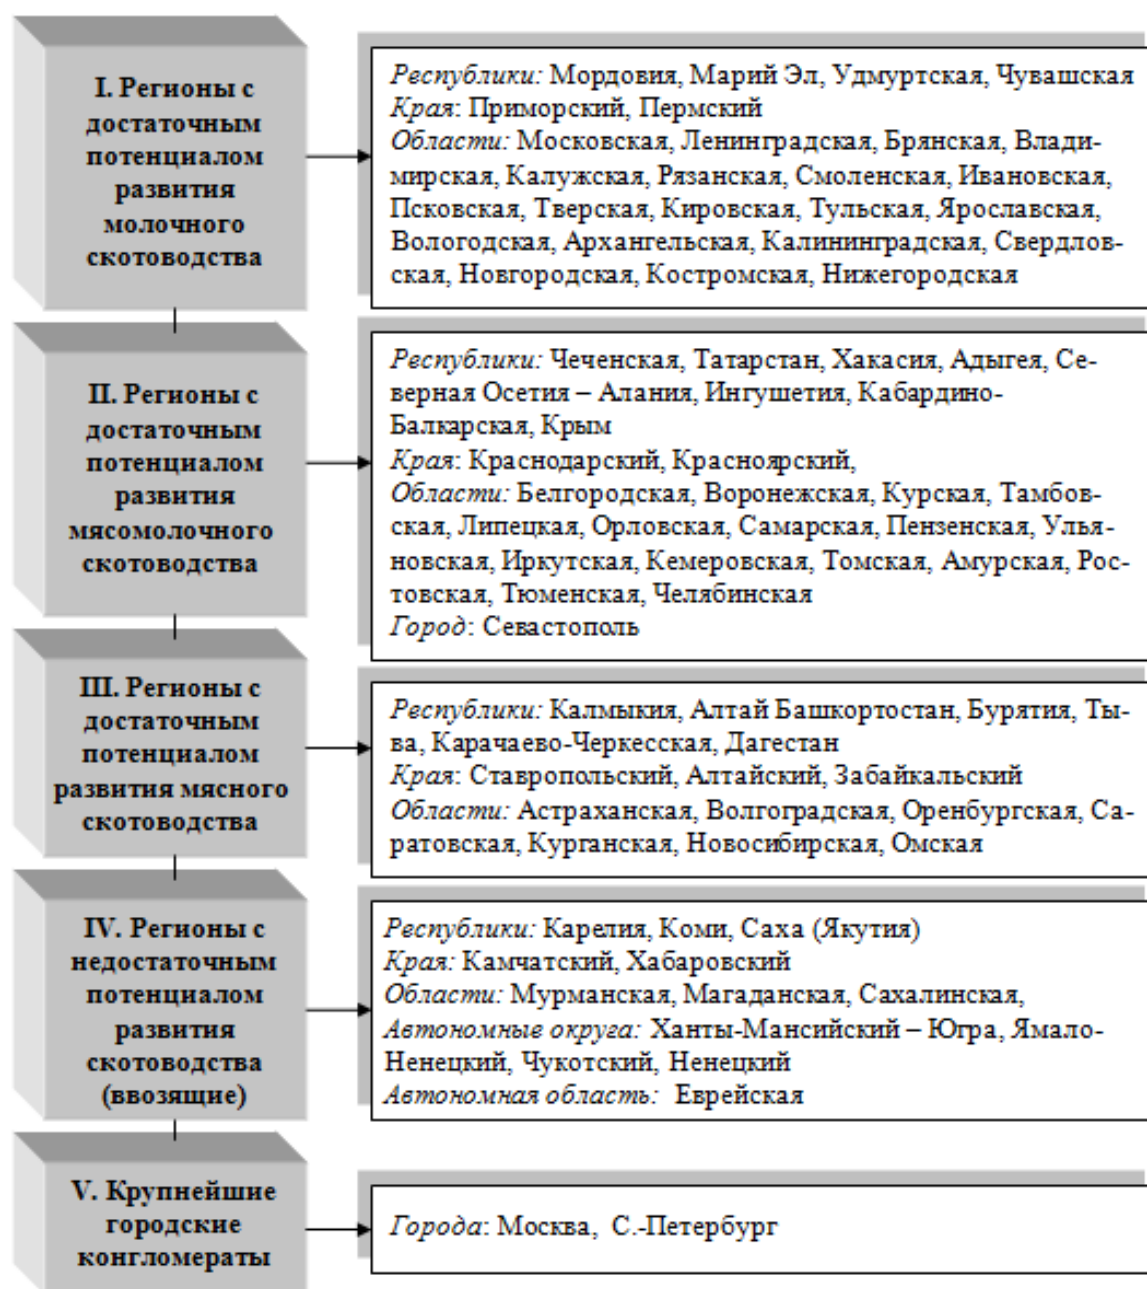 I. Регионы с
достаточным
потенциалом
развития
молочного
скотоводства
Республики: Мордовия, Марий Эл, Удмуртская, Чувашская
Края: Приморский, Пермский
Области: Московская, Ленинградская, Брянская, Влади-
мирская, Калужская, Рязанская, Смоленская, Ивановская,
Псковская, Тверская, Кировская, Тульская, Ярославская,
Вологодская, Архангельская, Калининградская, Свердлов-
ская, Новгородская, Костромская, Нижегородская
II. Регионы с
достаточным
потенциалом
развития
мясомолочного
скотоводства
Республики: Чеченская, Татарстан, Хакасия, Адыгея, Се-
верная Осетия – Алания, Ингушетия, Кабардино-
Балкарская, Крым
Края: Краснодарский, Красноярский,
Области: Белгородская, Воронежская, Курская, Тамбов-
ская, Липецкая, Орловская, Самарская, Пензенская, Улья-
новская, Иркутская, Кемеровская, Томская, Амурская, Рос-
товская, Тюменская, Челябинская
Город: Севастополь
III. Регионы с
достаточным
потенциалом
развития мясного
скотоводства
Республики: Калмыкия, Алтай Башкортостан, Бурятия, Ты-
ва, Карачаево-Черкесская, Дагестан
Края: Ставропольский, Алтайский, Забайкальский
Области: Астраханская, Волгоградская, Оренбургская, Са-
ратовская, Курганская, Новосибирская, Омская
IV. Регионы с
недостаточным
потенциалом
развития
скотоводства
(ввозящие)
Республики: Карелия, Коми, Саха (Якутия)
Края: Камчатский, Хабаровский
Области: Мурманская, Магаданская, Сахалинская,
Автономные округа: Ханты-Мансийский – Югра, Ямало-
Ненецкий, Чукотский, Ненецкий
Автономная область: Еврейская
V. Крупнейшие
городские
конгломераты
Города: Москва, С.-Петербург